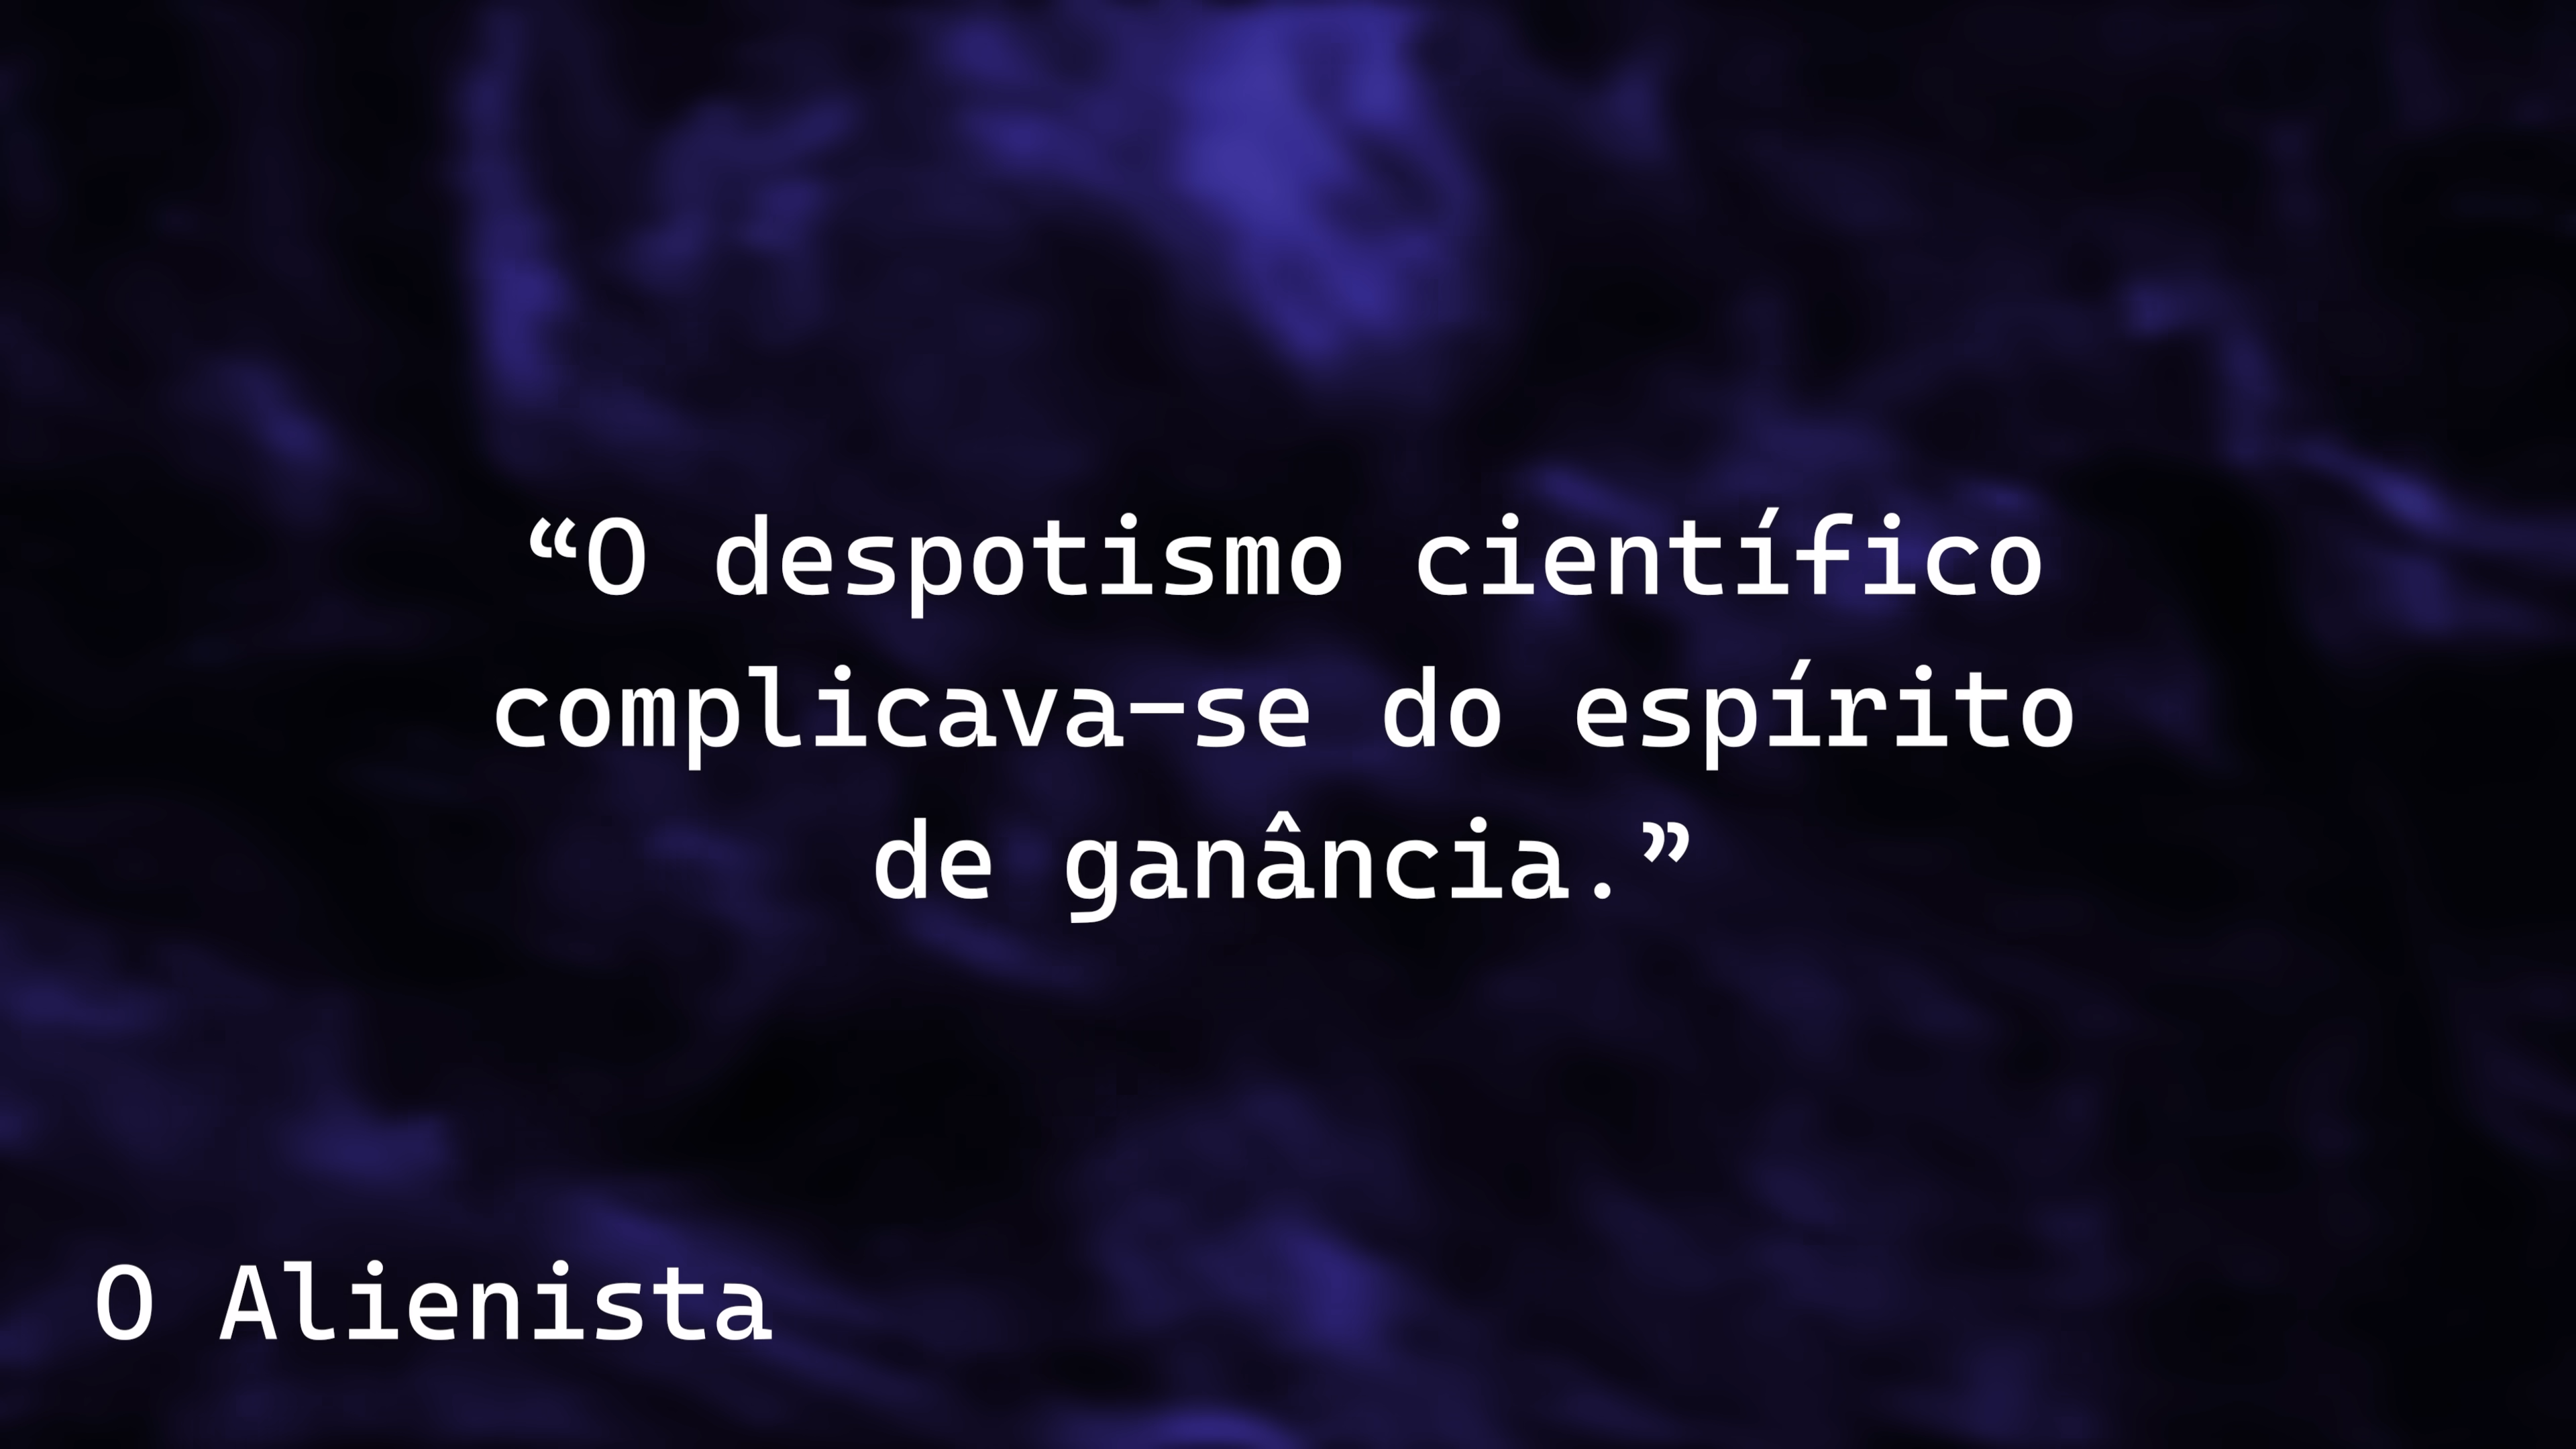 “O despotismo científico
complicava-se do espírito
de ganância.”
O Alienista